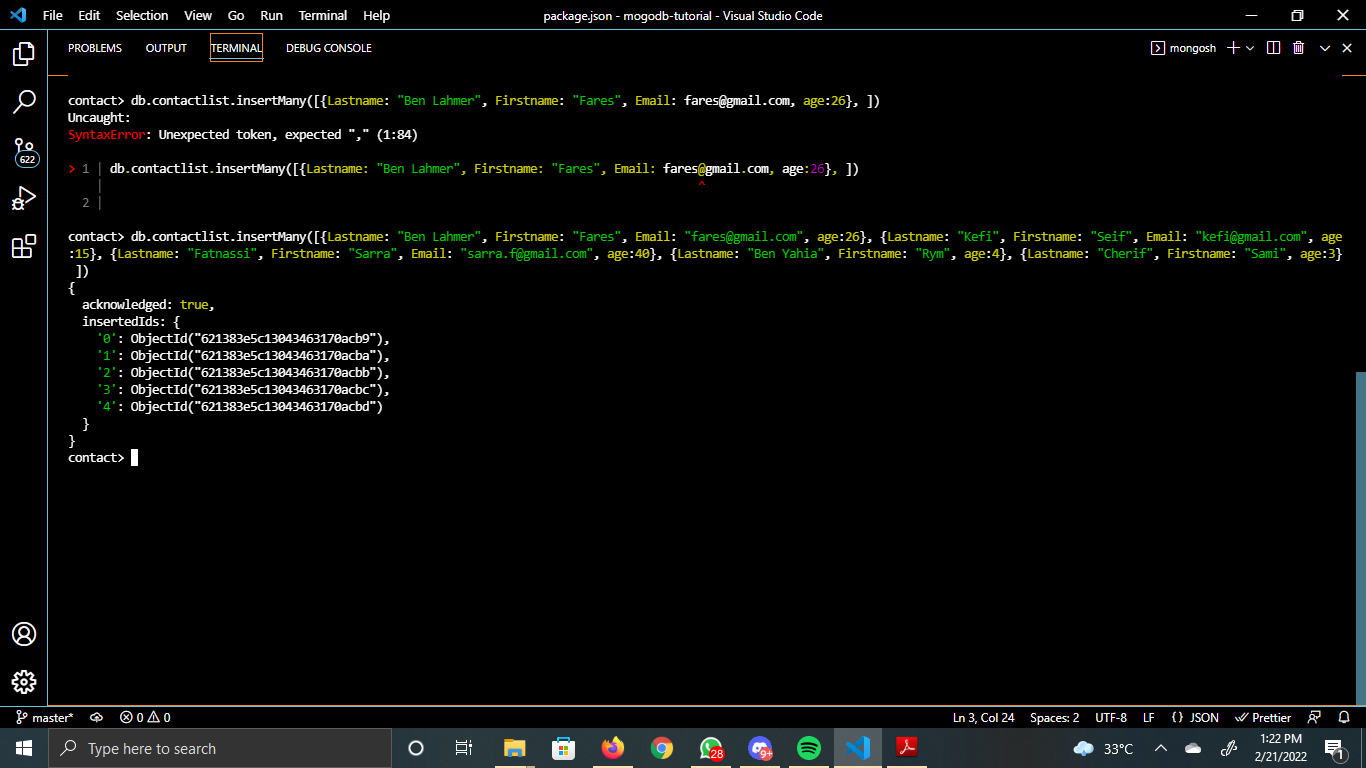 File Edit Selection View Go Run Terminal Help package.json - mogodb-tutorial - Visual Studio Code
PROBLEMS OUTPUT TERMINAL DEBUG CONSOLE mongosh
contact> db.contactlist.insertMany([{Lastname: "Ben Lahmer", Firstname: "Fares", Email: fares@gmail.com, age:26}, ])
Uncaught:
SyntaxError: Unexpected token, expected "," (1:84)
> 1 | db.contactlist.insertMany([{Lastname: "Ben Lahmer", Firstname: "Fares", Email: fares@gmail.com, age:26}, ])
| ^
2 |
contact> db.contactlist.insertMany([{Lastname: "Ben Lahmer", Firstname: "Fares", Email: "fares@gmail.com", age:26}, {Lastname: "Kefi", Firstname: "Seif", Email: "kefi@gmail.com", age
:15}, {Lastname: "Fatnassi", Firstname: "Sarra", Email: "sarra.f@gmail.com", age:40}, {Lastname: "Ben Yahia", Firstname: "Rym", age:4}, {Lastname: "Cherif", Firstname: "Sami", age:3}
])
{
acknowledged: true,
insertedIds: {
'0': ObjectId("621383e5c13043463170acb9"),
'1': ObjectId("621383e5c13043463170acba"),
'2': ObjectId("621383e5c13043463170acbb"),
'3': ObjectId("621383e5c13043463170acbc"),
'4': ObjectId("621383e5c13043463170acbd")
}
}
contact>
622
master* 0 0 Ln 3, Col 24 Spaces: 2 UTF-8 LF {} JSON Prettier
Type here to search 28 9+ 33°C 1:22 PM
2/21/2022 1